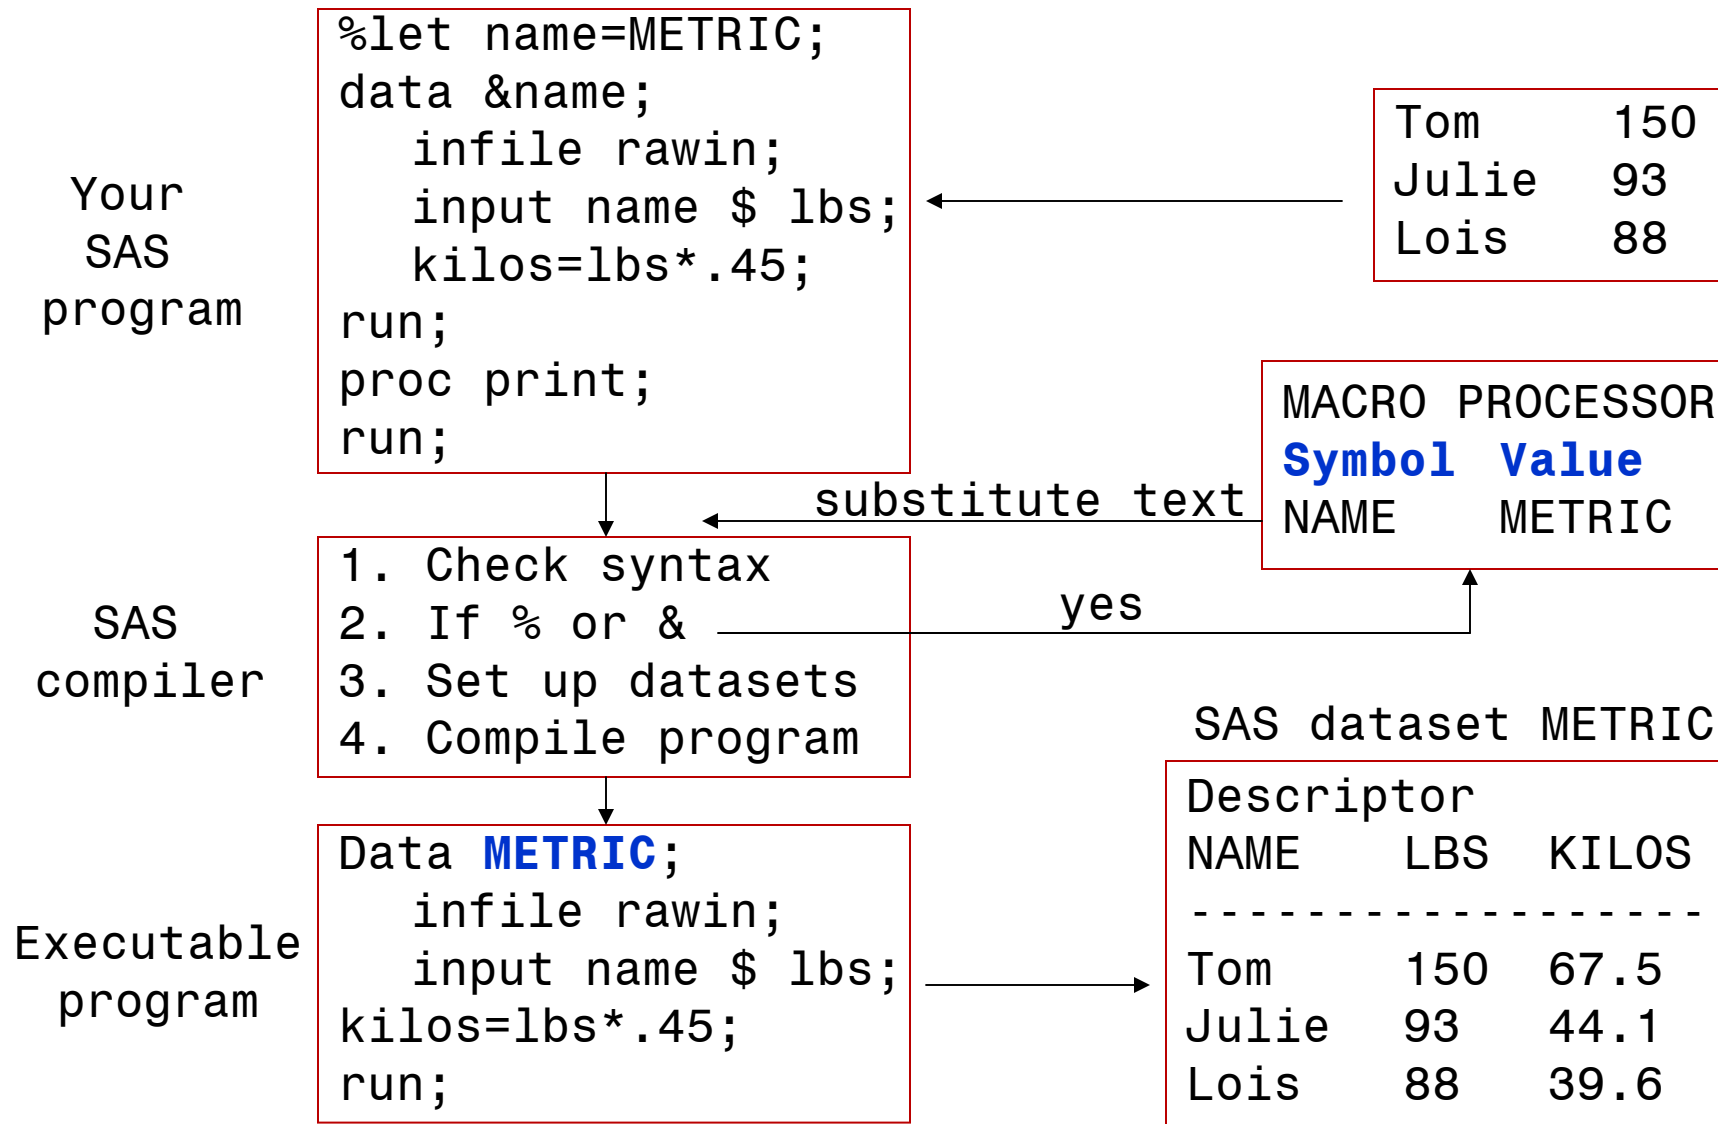 Your
SAS
program
%let name=METRIC;
data &name;
infile rawin;
input name $ lbs;
kilos=lbs*.45;
run;
proc print;
run;
Tom 150
Julie 93
Lois 88
MACRO PROCESSOR
Symbol Value
NAME METRIC
substitute text
yes
SAS
compiler
1. Check syntax
2. If % or &
3. Set up datasets
4. Compile program
Executable
program
Data METRIC;
infile rawin;
input name $ lbs;
kilos=lbs*.45;
run;
SAS dataset METRIC
Descriptor
NAME LBS KILOS
- - - - - - - - - - - - - - - - - -
Tom 150 67.5
Julie 93 44.1
Lois 88 39.6